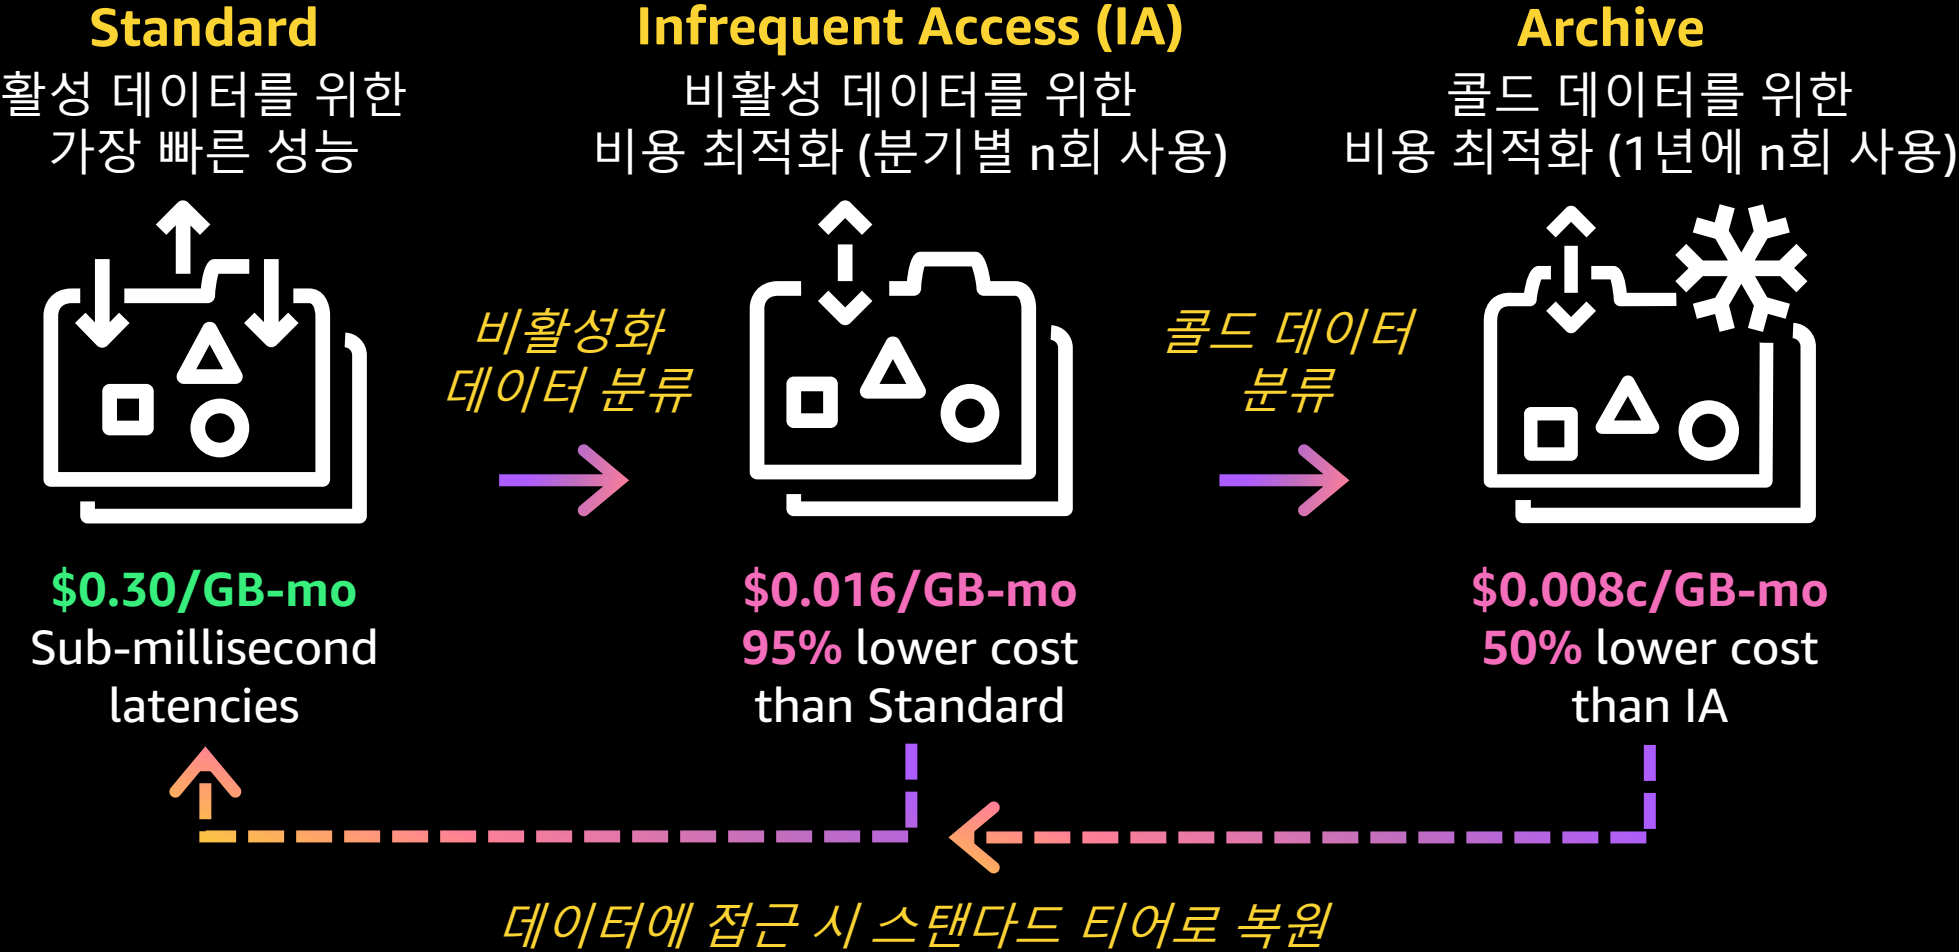 Standard
활성 데이터를 위한
가장 빠른 성능
Infrequent Access (IA)
비활성 데이터를 위한
비용 최적화 (분기별 n회 사용)
Archive
콜드 데이터를 위한
비용 최적화 (1년에 n회 사용)
비활성화
데이터 분류
콜드 데이터
분류
$0.30/GB-mo
Sub-millisecond
latencies
$0.016/GB-mo
95% lower cost
than Standard
$0.008c/GB-mo
50% lower cost
than IA
데이터에 접근 시 스탠다드 티어로 복원